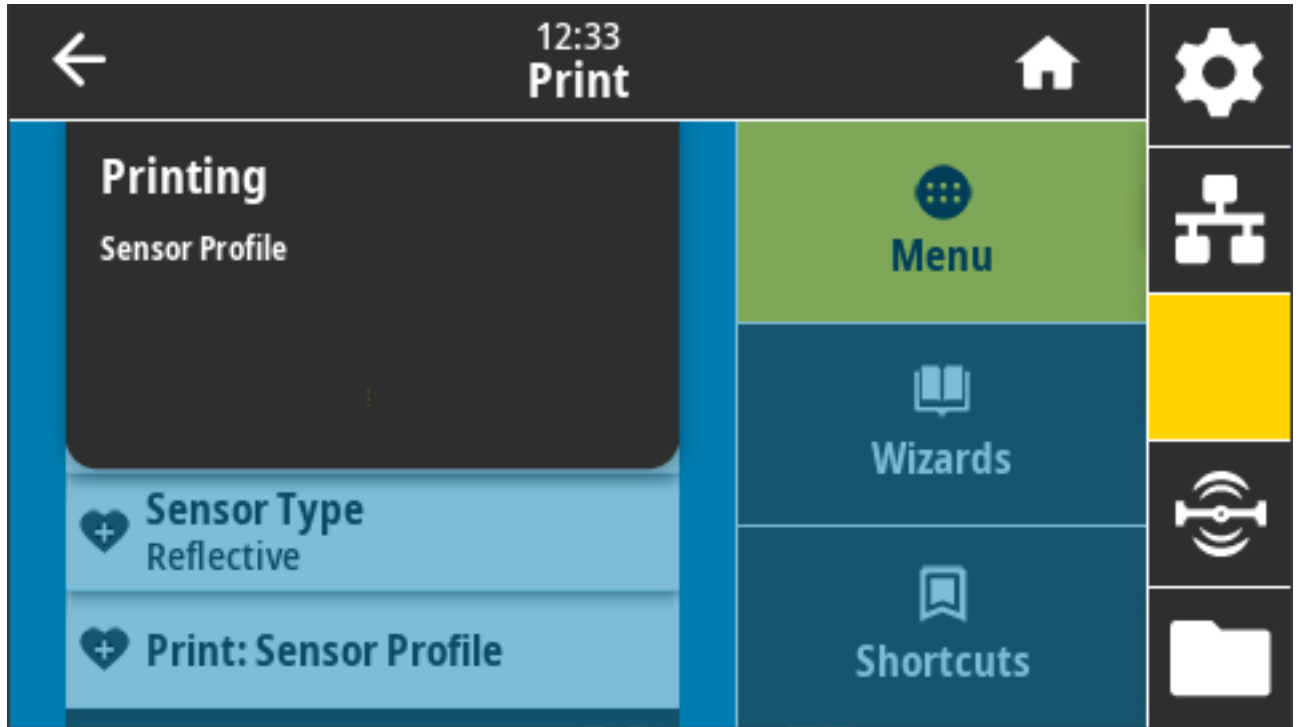 12:33
Print
Printing
Sensor Profile
Sensor Type
Reflective
Print: Sensor Profile
Menu
Wizards
Shortcuts